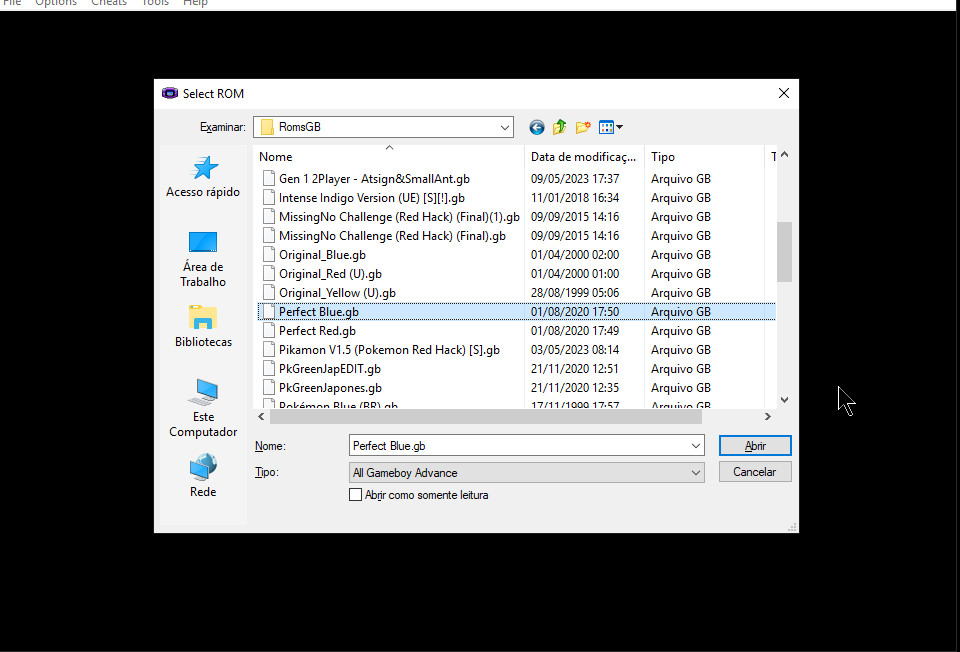 File Options Cheats Tools Help
Select ROM
Examinar: RomsGB
Acesso rápido
Área de
Trabalho
Bibliotecas
Este
Computador
Rede
Nome Data de modificaç... Tipo T
Gen 1 2Player - Atsign&SmallAnt.gb 09/05/2023 17:37 Arquivo GB
Intense Indigo Version (UE) [S][!].gb 11/01/2018 16:34 Arquivo GB
MissingNo Challenge (Red Hack) (Final)(1).gb 09/09/2015 14:16 Arquivo GB
MissingNo Challenge (Red Hack) (Final).gb 09/09/2015 14:16 Arquivo GB
Original_Blue.gb 01/04/2000 02:00 Arquivo GB
Original_Red (U).gb 01/04/2000 01:00 Arquivo GB
Original_Yellow (U).gb 28/08/1999 05:06 Arquivo GB
Perfect Blue.gb 01/08/2020 17:50 Arquivo GB
Perfect Red.gb 01/08/2020 17:49 Arquivo GB
Pikamon V1.5 (Pokemon Red Hack) [S].gb 03/05/2023 08:14 Arquivo GB
PkGreenJapEDIT.gb 21/11/2020 12:51 Arquivo GB
PkGreenJapones.gb 21/11/2020 12:35 Arquivo GB
Pokémon Blue (BR).gb 17/11/1999 17:57 Arquivo GB
Nome: Perfect Blue.gb Abrir
Tipo: All Gameboy Advance Cancelar
Abrir como somente leitura